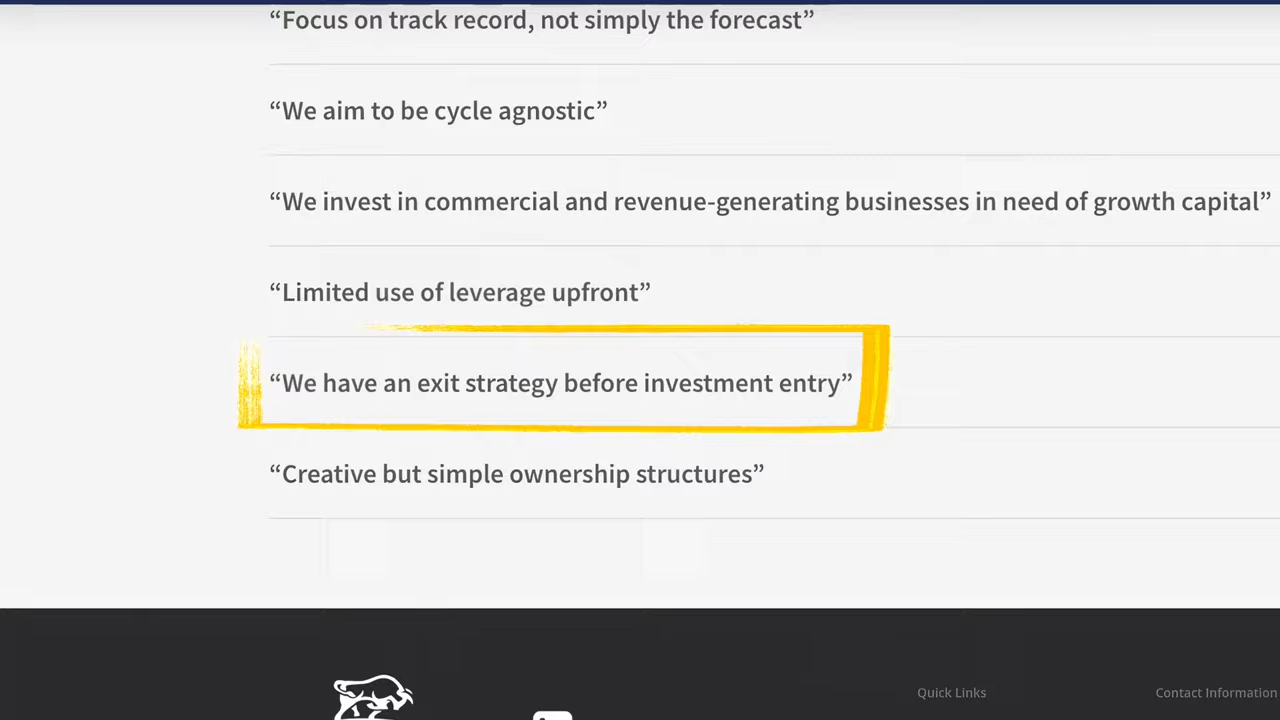 “Focus on track record, not simply the forecast”
“We aim to be cycle agnostic”
“We invest in commercial and revenue-generating businesses in need of growth capital”
“Limited use of leverage upfront”
“We have an exit strategy before investment entry”
“Creative but simple ownership structures”
Quick Links
Contact Information